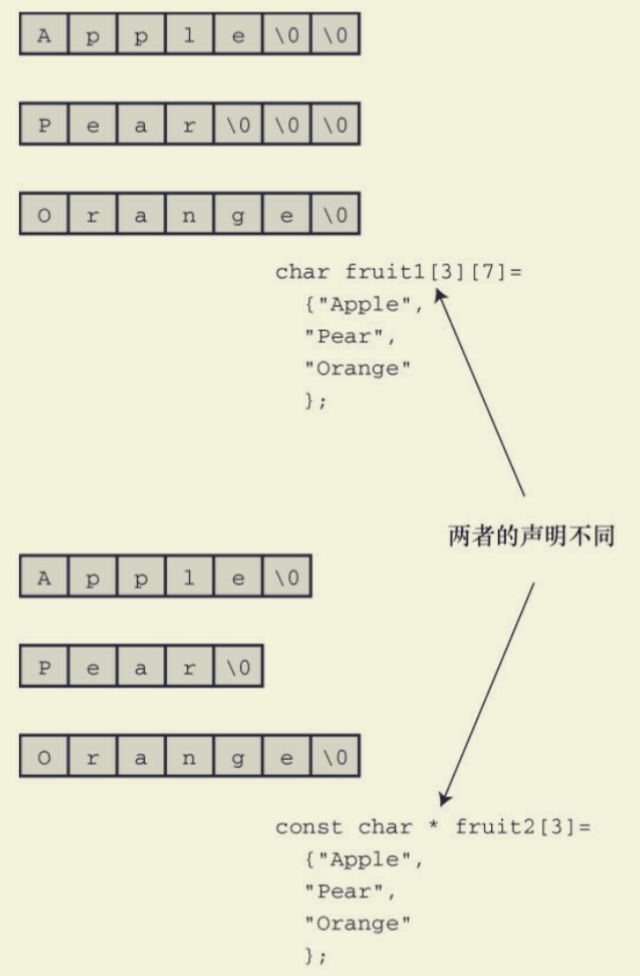 A p p l e \0 \0
P e a r \0 \0 \0
O r a n g e \0
char fruit1[3][7]=
{"Apple",
"Pear",
"Orange"
};
两者的声明不同
A p p l e \0
P e a r \0
O r a n g e \0
const char * fruit2[3]=
{"Apple",
"Pear",
"Orange"
};